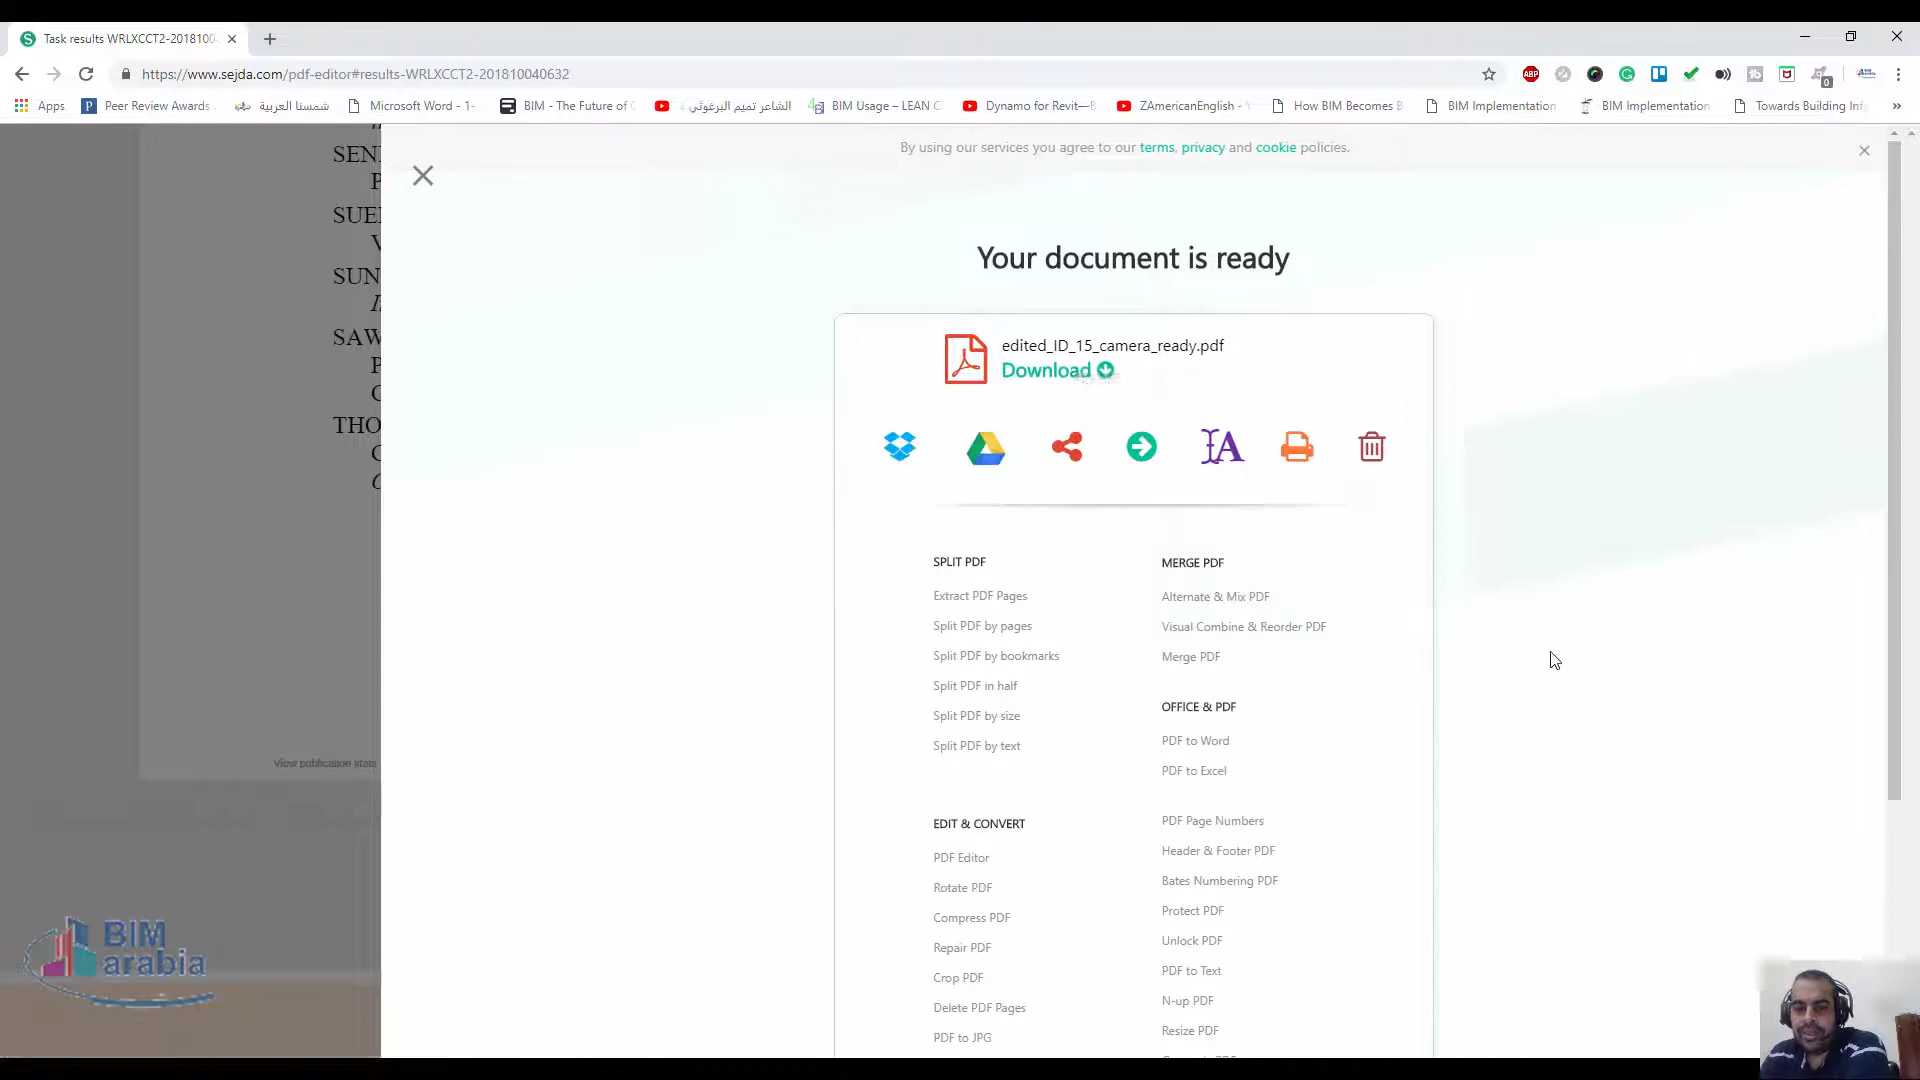 Task results WRLXCCT2-2018100
https://www.sejda.com/pdf-editor#results-WRLXCCT2-201810040632
ABP
0
Apps
Peer Review Awards
شمسنا العربية
Microsoft Word - 1-
BIM - The Future of
الشاعر تميم البرغوثي
BIM Usage – LEAN C
Dynamo for Revit—
ZAmericanEnglish -
How BIM Becomes B
BIM Implementation
BIM Implementation
Towards Building In
By using our services you agree to our terms, privacy and cookie policies.
SEN
P
SUE
V
SUN
SAW
P
C
THO
C
C
View publication stats
Your document is ready
edited_ID_15_camera_ready.pdf
Download
SPLIT PDF
Extract PDF Pages
Split PDF by pages
Split PDF by bookmarks
Split PDF in half
Split PDF by size
Split PDF by text
EDIT & CONVERT
PDF Editor
Rotate PDF
Compress PDF
Repair PDF
Crop PDF
Delete PDF Pages
PDF to JPG
MERGE PDF
Alternate & Mix PDF
Visual Combine & Reorder PDF
Merge PDF
OFFICE & PDF
PDF to Word
PDF to Excel
PDF Page Numbers
Header & Footer PDF
Bates Numbering PDF
Protect PDF
Unlock PDF
PDF to Text
N-up PDF
Resize PDF
BIM
arabia